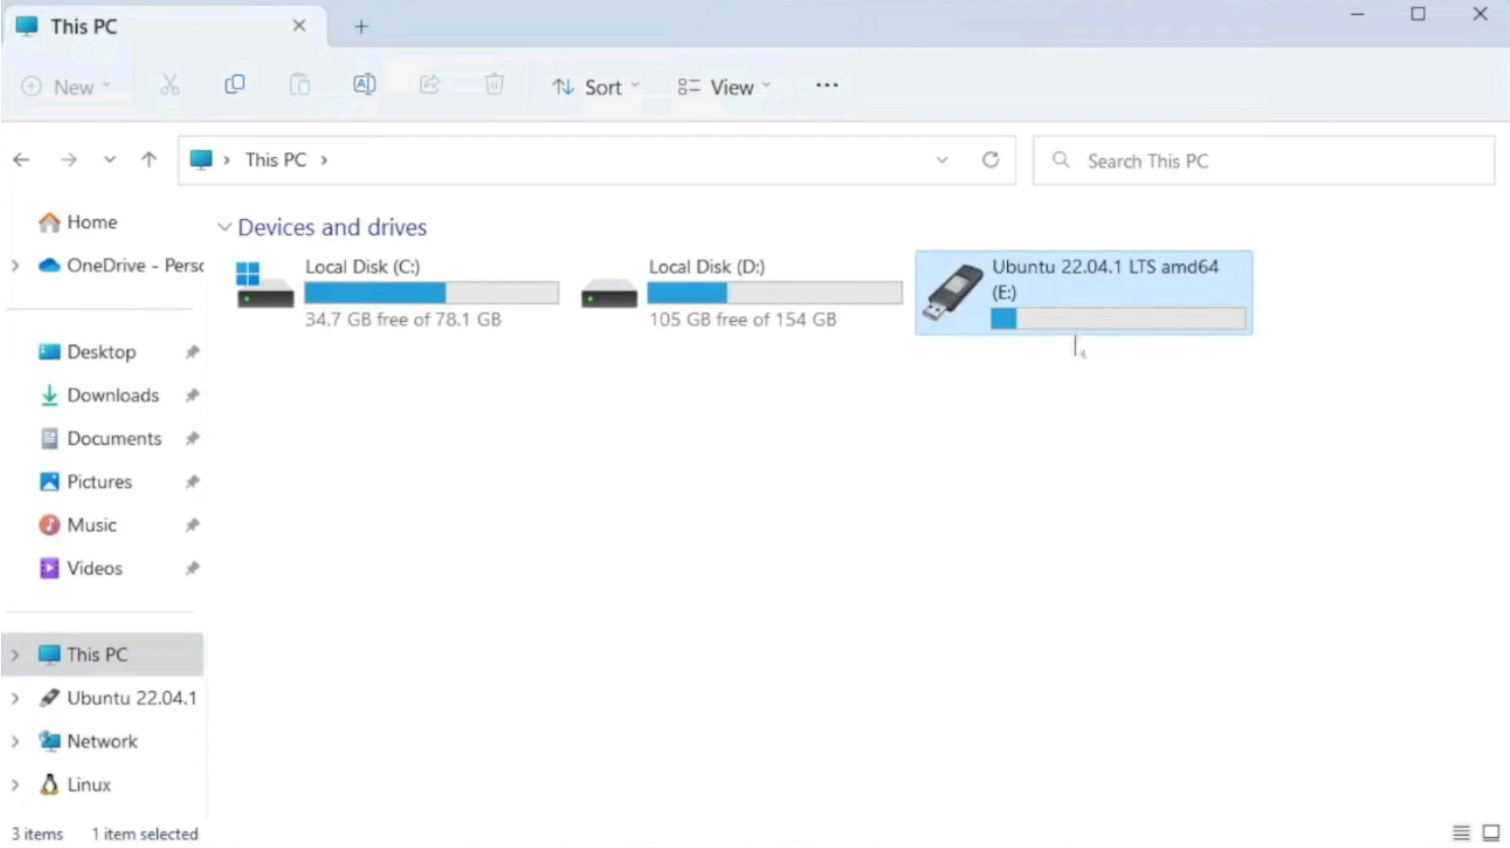 This PC
New
Sort
View
This PC
Search This PC
Home
OneDrive - Perso
Desktop
Downloads
Documents
Pictures
Music
Videos
This PC
Ubuntu 22.04.1
Network
Linux
Devices and drives
Local Disk (C:)
34.7 GB free of 78.1 GB
Local Disk (D:)
105 GB free of 154 GB
Ubuntu 22.04.1 LTS amd64
(E:)
3 items 1 item selected